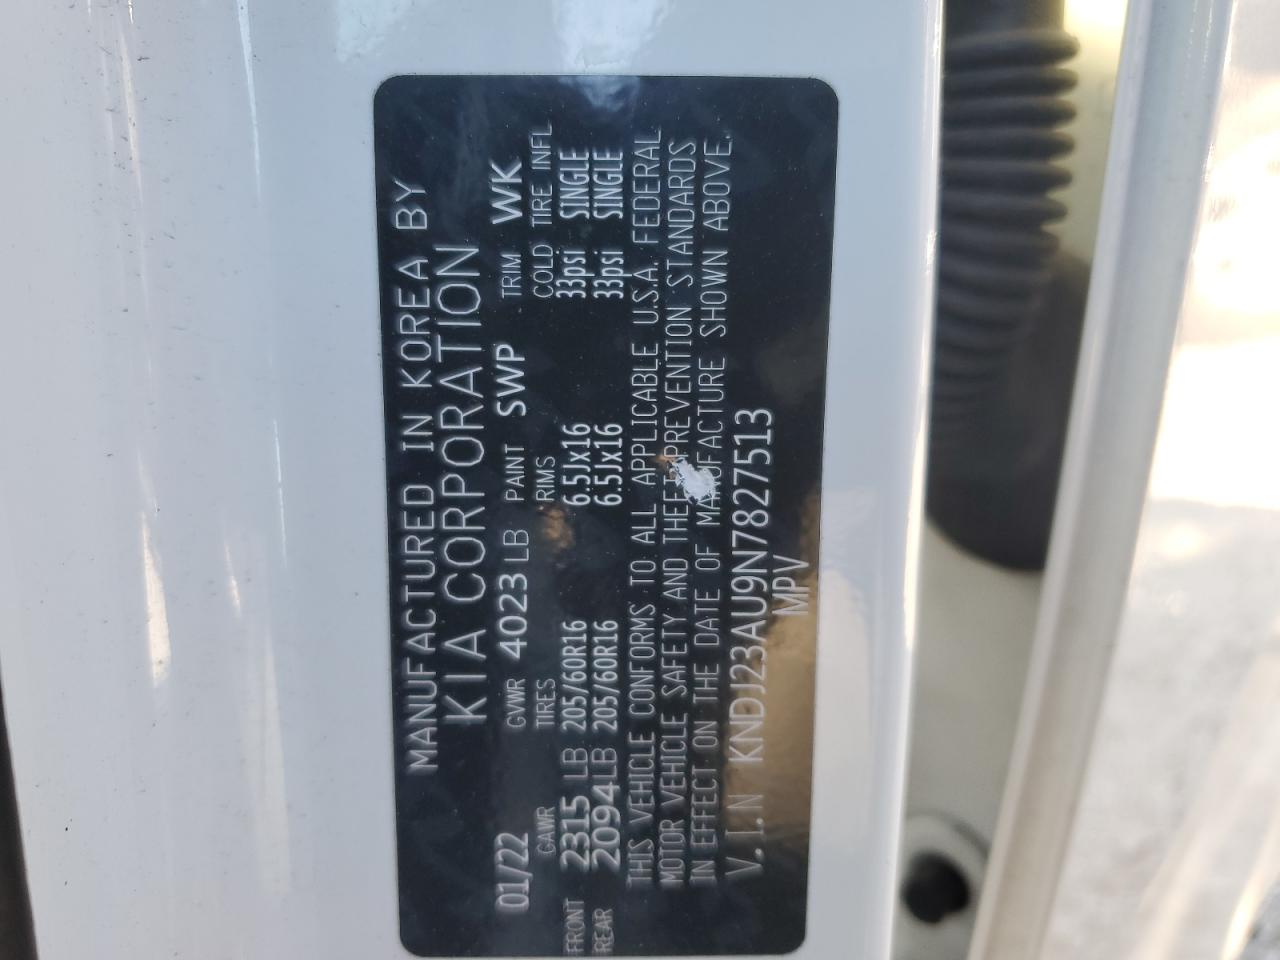 MANUFACTURED IN KOREA BY
KIA CORPORATION
01/22 GVWR 4023 LB PAINT SWP TRIM WK
GAWR TIRES RIMS COLD TIRE INFL
FRONT 2315 LB 205/60R16 6.5Jx16 33psi SINGLE
REAR 2094 LB 205/60R16 6.5Jx16 33psi SINGLE
THIS VEHICLE CONFORMS TO ALL APPLICABLE U.S.A. FEDERAL
MOTOR VEHICLE SAFETY AND THEFT PREVENTION STANDARDS
IN EFFECT ON THE DATE OF MANUFACTURE SHOWN ABOVE.
V.I.N KNDJ23AU9N7827513
MPV